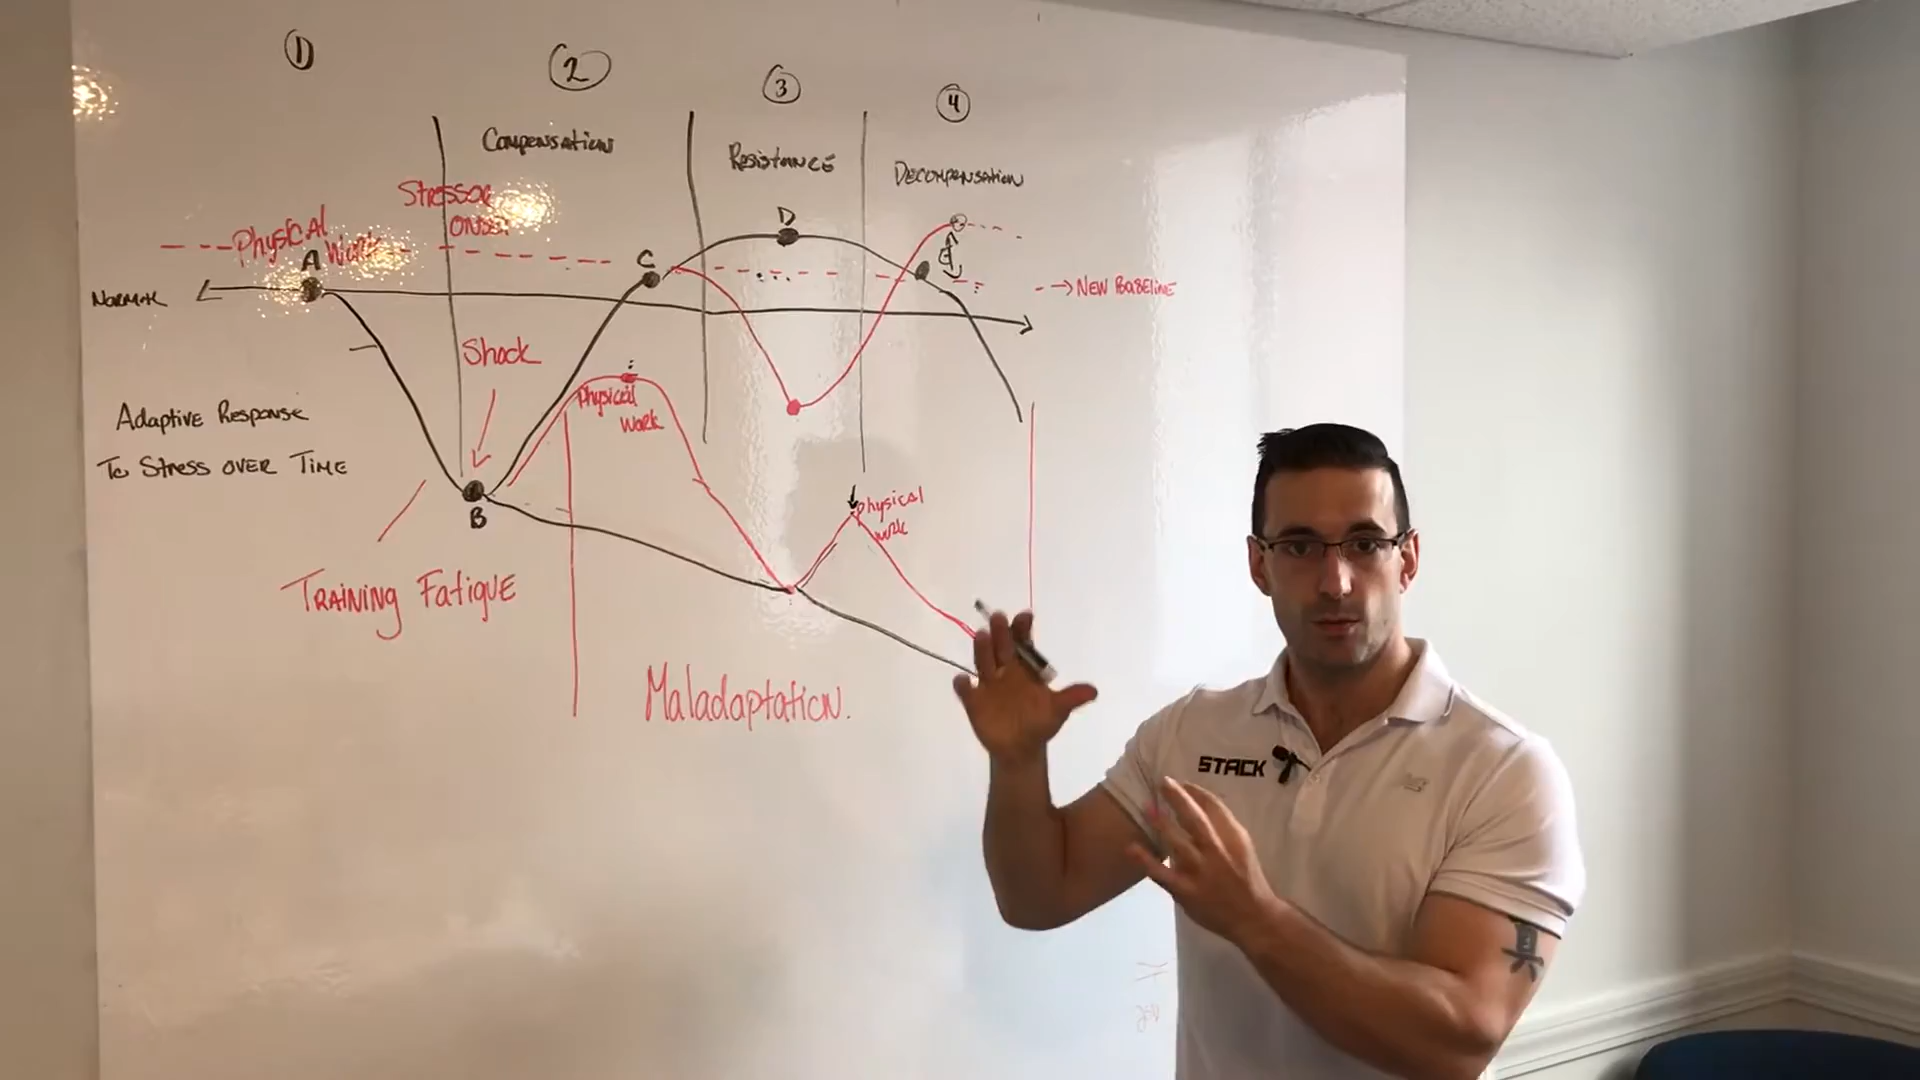 ①
②
③
④
Compensation
Resistance
Decompensation
Stressor
Onset
Physical
Work
A
B
C
D
E
Normal
New Baseline
Shock
Physical
Work
Adaptive Response
To Stress over Time
Physical
work
Training Fatigue
Maladaptation.
STACK